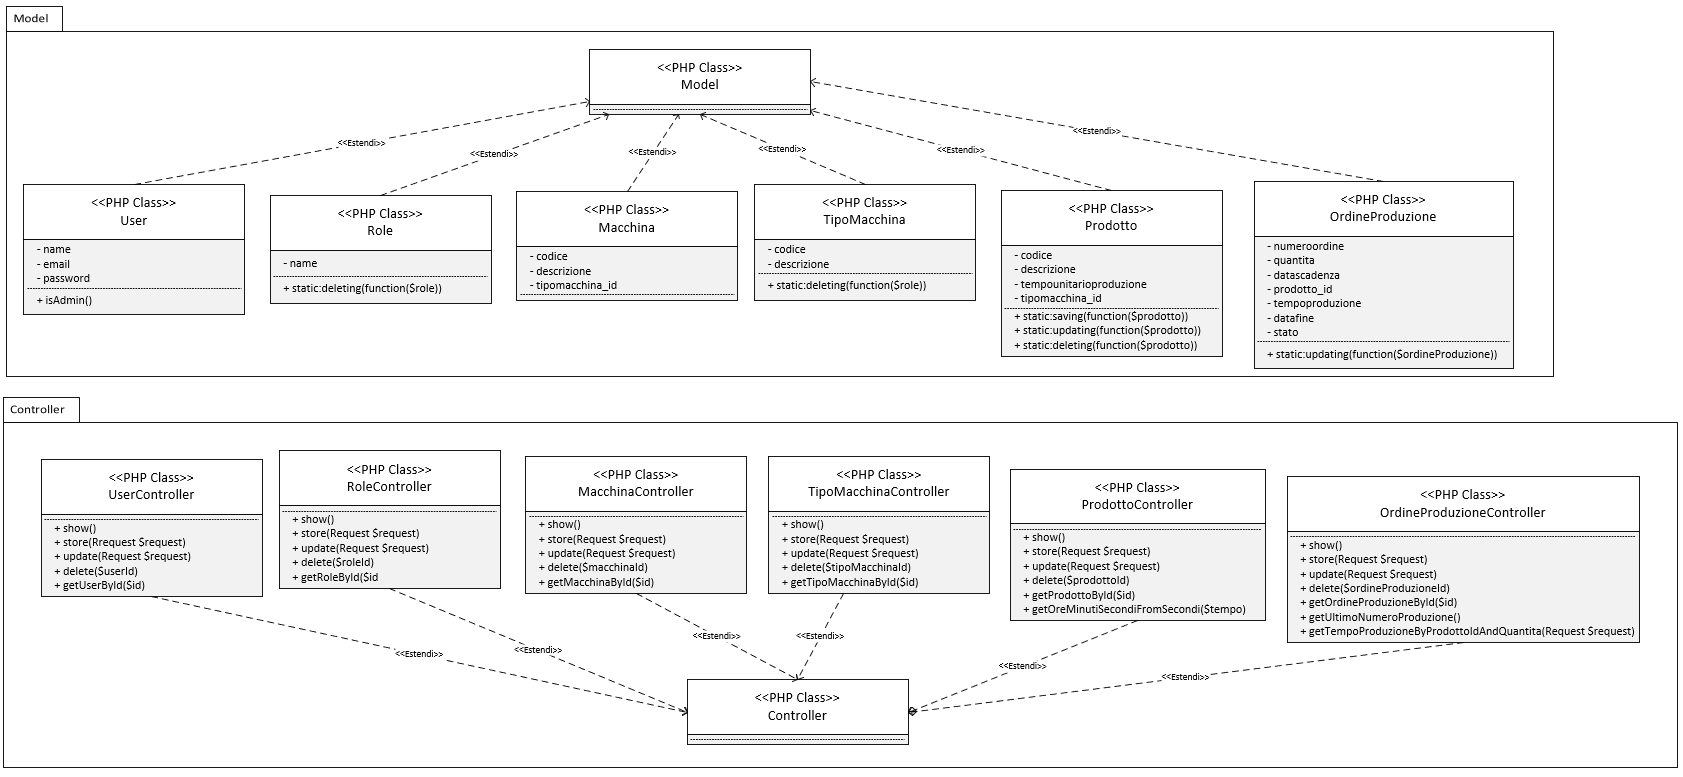 Model
<<PHP Class>>
Model
<<Estendi>>
<<Estendi>>
<<Estendi>>
<<Estendi>>
<<Estendi>>
<<Estendi>>
<<PHP Class>>
User
- name
- email
- password
+ isAdmin()
<<PHP Class>>
Role
- name
+ static:deleting(function($role))
<<PHP Class>>
Macchina
- codice
- descrizione
- tipomacchina_id
<<PHP Class>>
TipoMacchina
- codice
- descrizione
+ static:deleting(function($role))
<<PHP Class>>
Prodotto
- codice
- descrizione
- tempounitarioproduzione
- tipomacchina_id
+ static:saving(function($prodotto))
+ static:updating(function($prodotto))
+ static:deleting(function($prodotto))
<<PHP Class>>
OrdineProduzione
- numeroordine
- quantita
- datascadenza
- prodotto_id
- tempoproduzione
- datafine
- stato
+ static:updating(function($ordineProduzione))
Controller
<<PHP Class>>
UserController
+ show()
+ store(Rrequest $request)
+ update(Request $request)
+ delete($userId)
+ getUserById($id)
<<PHP Class>>
RoleController
+ show()
+ store(Request $request)
+ update(Request $request)
+ delete($roleId)
+ getRoleById($id
<<PHP Class>>
MacchinaController
+ show()
+ store(Request $request)
+ update(Request $request)
+ delete($macchinaId)
+ getMacchinaById($id)
<<PHP Class>>
TipoMacchinaController
+ show()
+ store(Request $request)
+ update(Request $request)
+ delete($tipoMacchinaId)
+ getTipoMacchinaById($id)
<<PHP Class>>
ProdottoController
+ show()
+ store(Request $request)
+ update(Request $request)
+ delete($prodottoId)
+ getProdottoById($id)
+ getOreMinutiSecondiFromSecondi($tempo)
<<PHP Class>>
OrdineProduzioneController
+ show()
+ store(Request $request)
+ update(Request $request)
+ delete($ordineProduzioneId)
+ getOrdineProduzioneById($id)
+ getUltimoNumeroProduzione()
+ getTempoProduzioneByProdottoIdAndQuantita(Request $request)
<<Estendi>>
<<Estendi>>
<<Estendi>>
<<Estendi>>
<<Estendi>>
<<Estendi>>
<<PHP Class>>
Controller